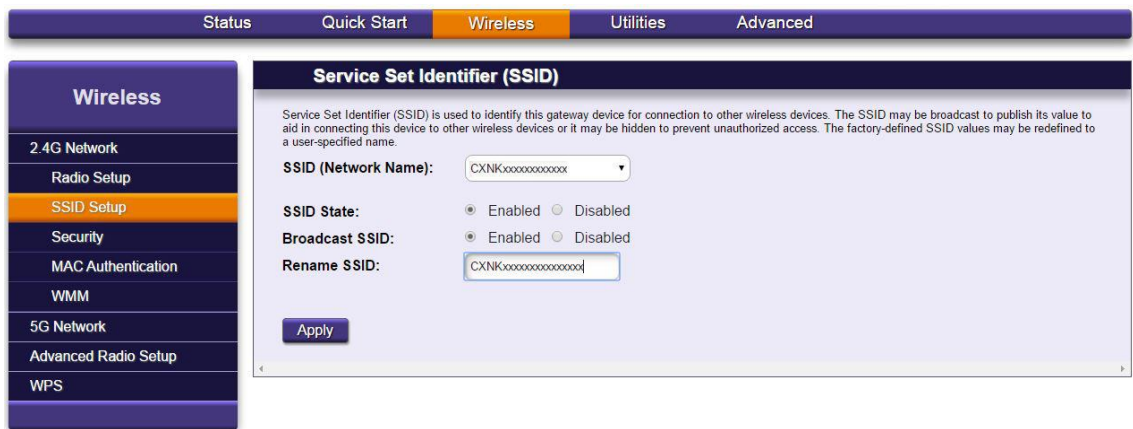 Status Quick Start Wireless Utilities Advanced
Wireless
2.4G Network
Radio Setup
SSID Setup
Security
MAC Authentication
WMM
5G Network
Advanced Radio Setup
WPS
Service Set Identifier (SSID)
Service Set Identifier (SSID) is used to identify this gateway device for connection to other wireless devices. The SSID may be broadcast to publish its value to
aid in connecting this device to other wireless devices or it may be hidden to prevent unauthorized access. The factory-defined SSID values may be redefined to
a user-specified name.
SSID (Network Name): CXNKxxxxxxxxxxxx
SSID State: Enabled Disabled
Broadcast SSID: Enabled Disabled
Rename SSID: CXNKxxxxxxxxxxxxxxx
Apply